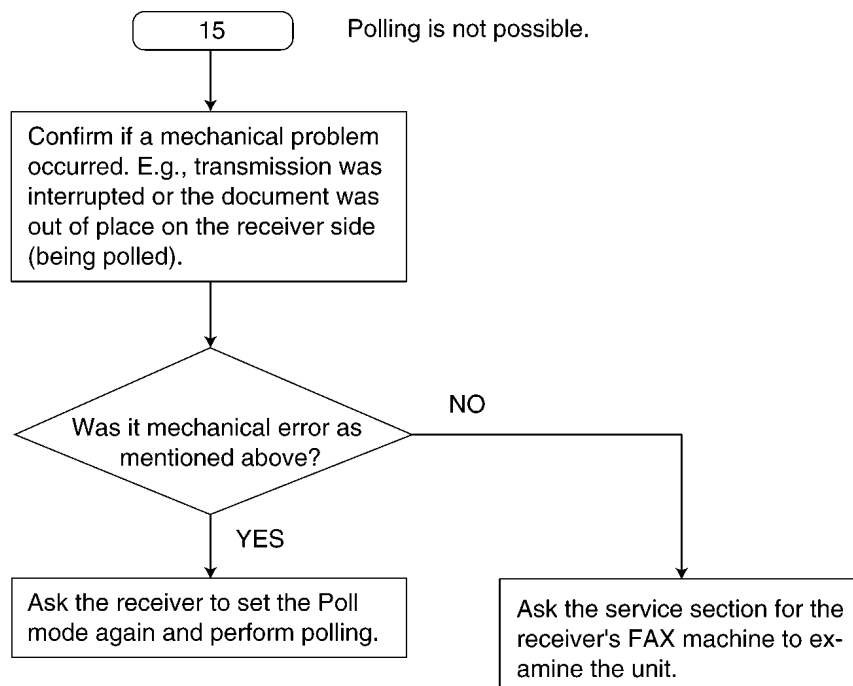 15
Polling is not possible.
Confirm if a mechanical problem
occurred. E.g., transmission was
interrupted or the document was
out of place on the receiver side
(being polled).
Was it mechanical error as
mentioned above?
NO
YES
Ask the receiver to set the Poll
mode again and perform polling.
Ask the service section for the
receiver's FAX machine to ex-
amine the unit.